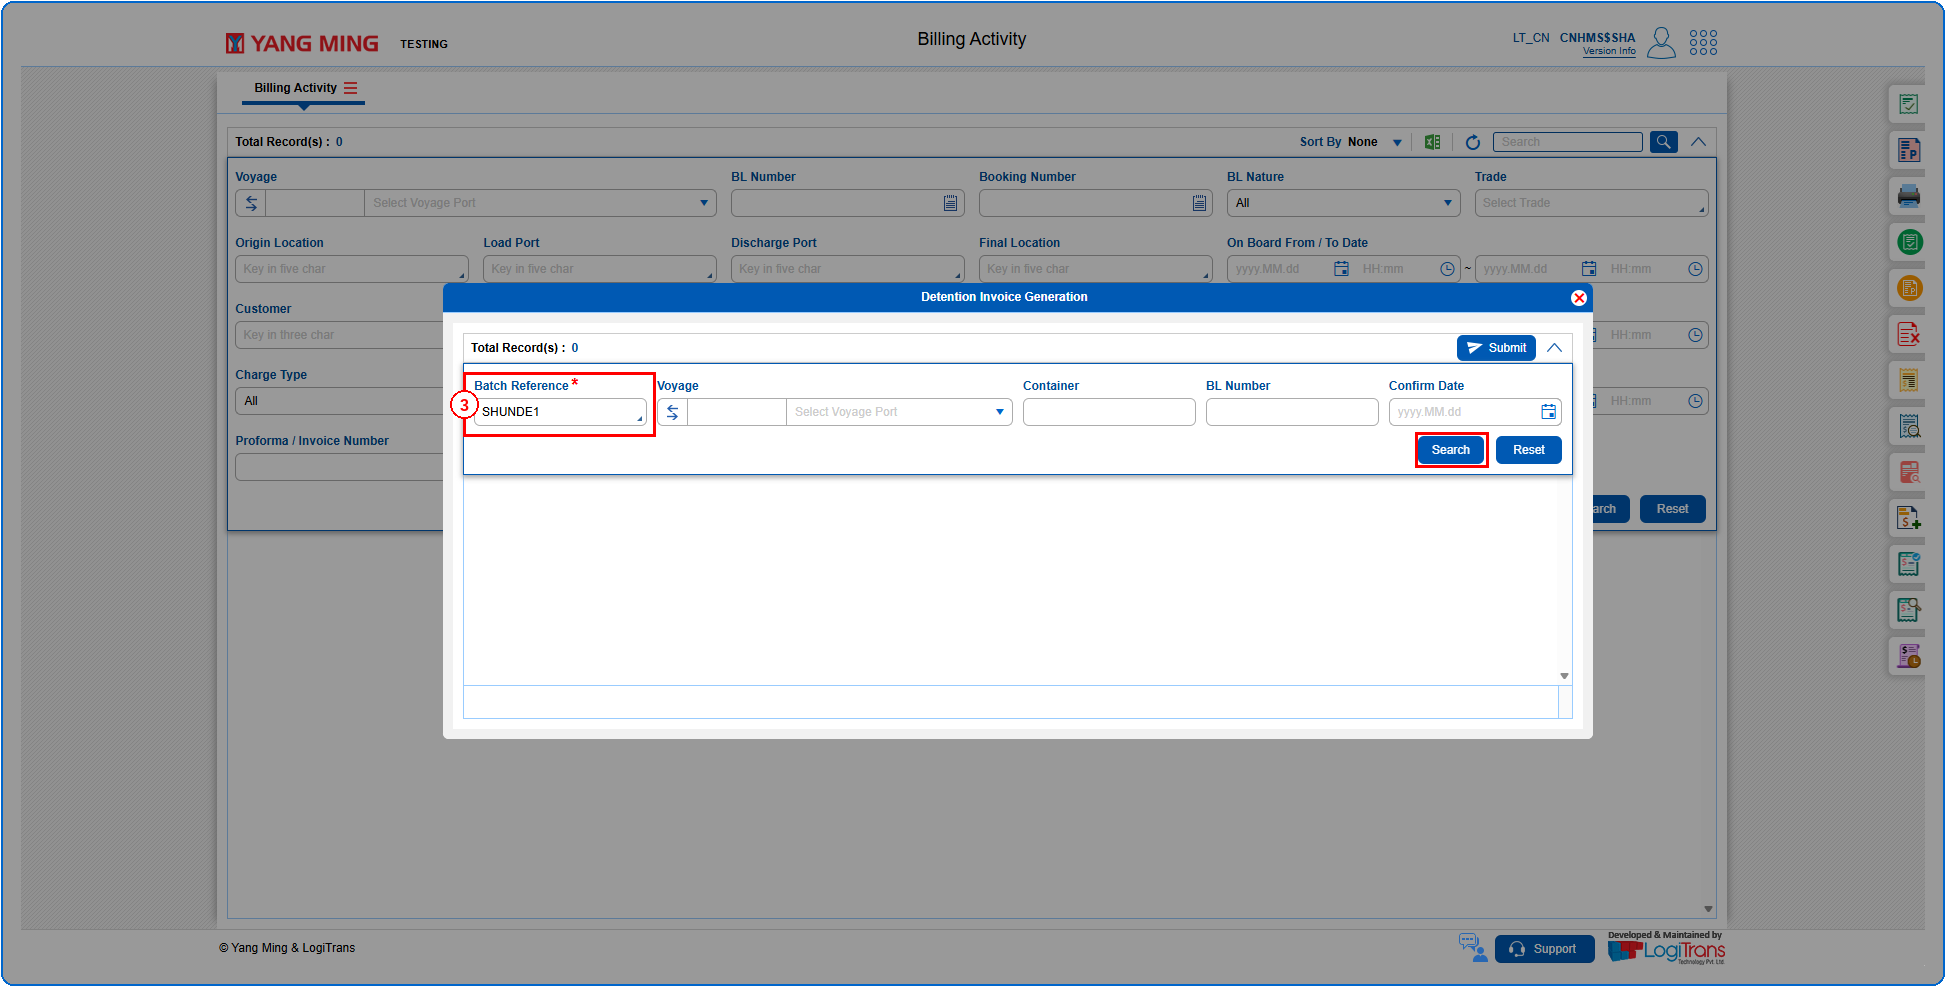 YANG MING TESTING
Billing Activity
LT_CN CNHMS$SHA
Version Info
Billing Activity
Total Record(s) : 0
Sort By None
Search
Voyage
BL Number
Booking Number
BL Nature
Trade
Select Voyage Port
All
Select Trade
Origin Location
Load Port
Discharge Port
Final Location
On Board From / To Date
Key in five char
Key in five char
Key in five char
Key in five char
yyyy.MM.dd
HH:mm
~
yyyy.MM.dd
HH:mm
Customer
Key in three char
HH:mm
Charge Type
All
HH:mm
Proforma / Invoice Number
arch
Reset
Detention Invoice Generation
Total Record(s) : 0
Submit
Batch Reference *
Voyage
Container
BL Number
Confirm Date
3
SHUNDE1
Select Voyage Port
yyyy.MM.dd
Search
Reset
© Yang Ming & LogiTrans
Support
Developed & Maintained by
LogiTrans
Technology Pvt. Ltd.